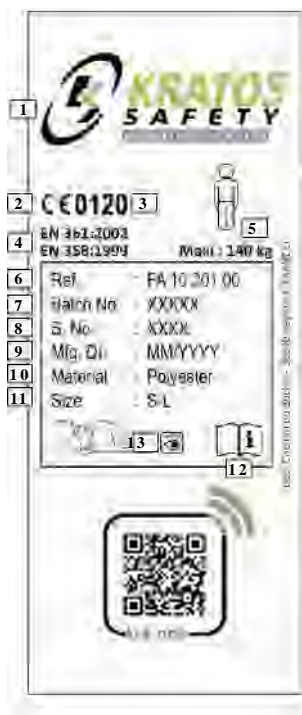 1
KRATOS
SAFETY
2 CE0120 3
4 EN 361:2002
EN 358:1999
5 Maxi : 140 kg
6 Ref. : FA 10 201 00
7 Batch No : XXXXX
8 S. No. : XXXX
9 Mfg. Dt. : MM/YYYY
10 Material : Polyester
11 Size : S-L
13
i
12